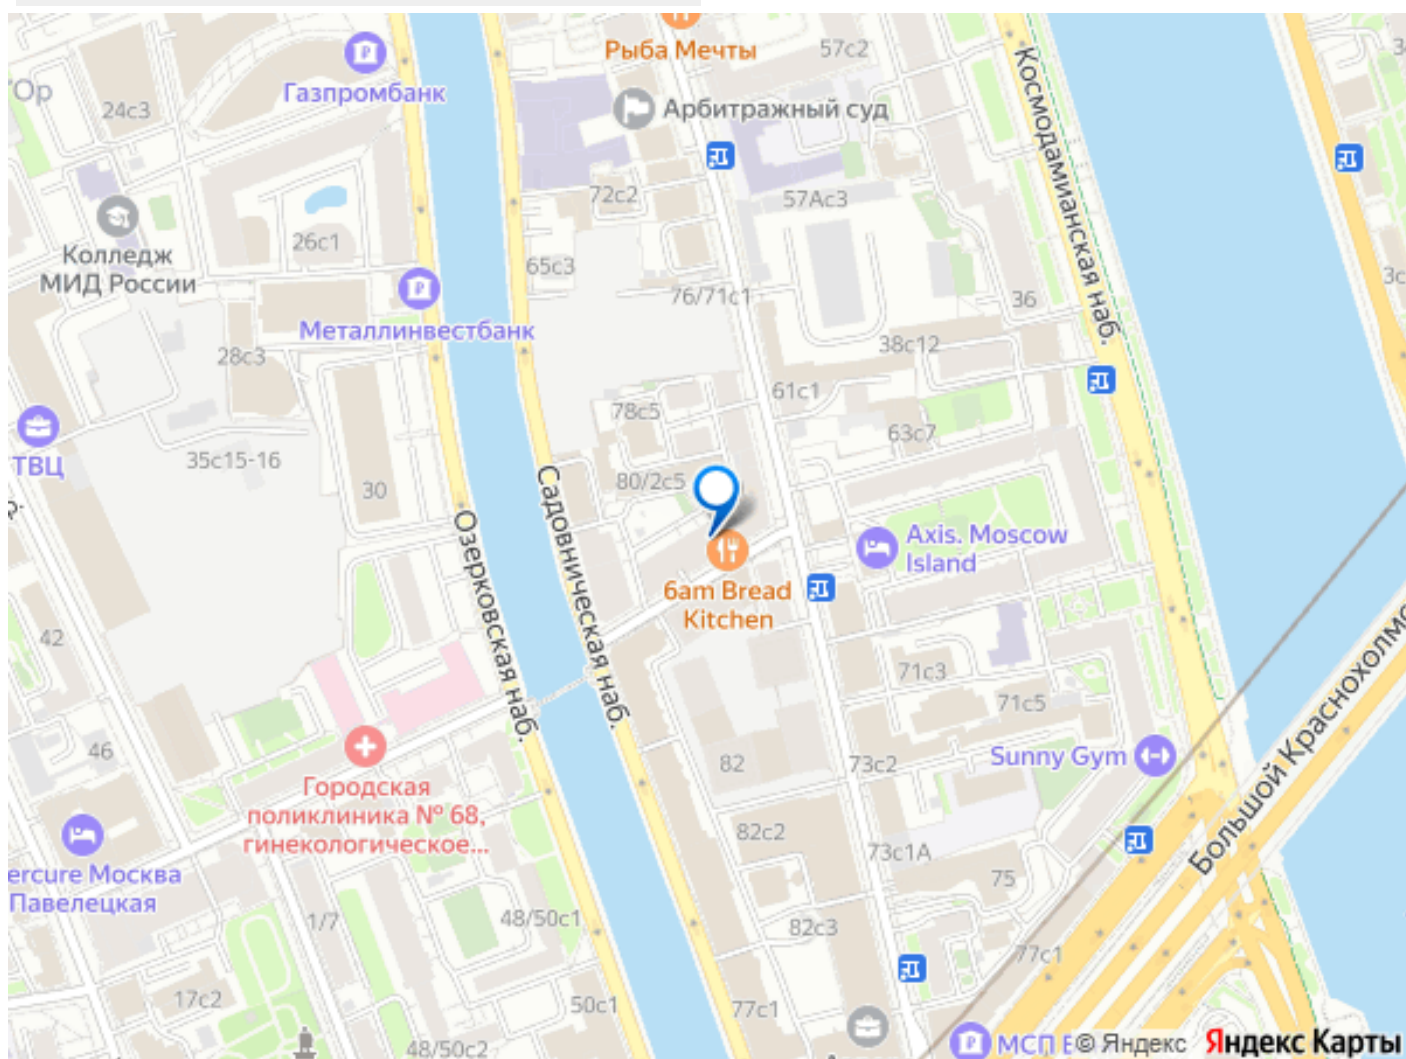 Рыба Мечты
57с2
Газпромбанк
Ор
24с3
Арбитражный суд
Космодамианская наб.
72с2
57Ас3
Колледж
МИД России
26с1
65с3
3с
76/71с1
36
Металлинвестбанк
28с3
38с12
61с1
78с5
63с7
ТВЦ
35с15-16
30
80/2с5
Садовническая наб.
Озерковская наб.
Axis. Moscow
Island
6am Bread
Kitchen
42
71с3
71с5
46
82
73с2
Sunny Gym
Большой Краснохолмс
Городская
поликлиника № 68,
гинекологическое...
82с2
73с1А
75
ercure Москва
Павелецкая
1/7
48/50с1
82с3
77с1
17с2
50с1
77с1
48/50с2
МСП Б
© Яндекс
Яндекс Карты